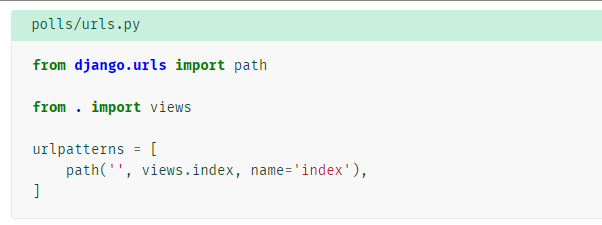 polls/urls.py
from django.urls import path
from . import views
urlpatterns = [
    path('', views.index, name='index'),
]